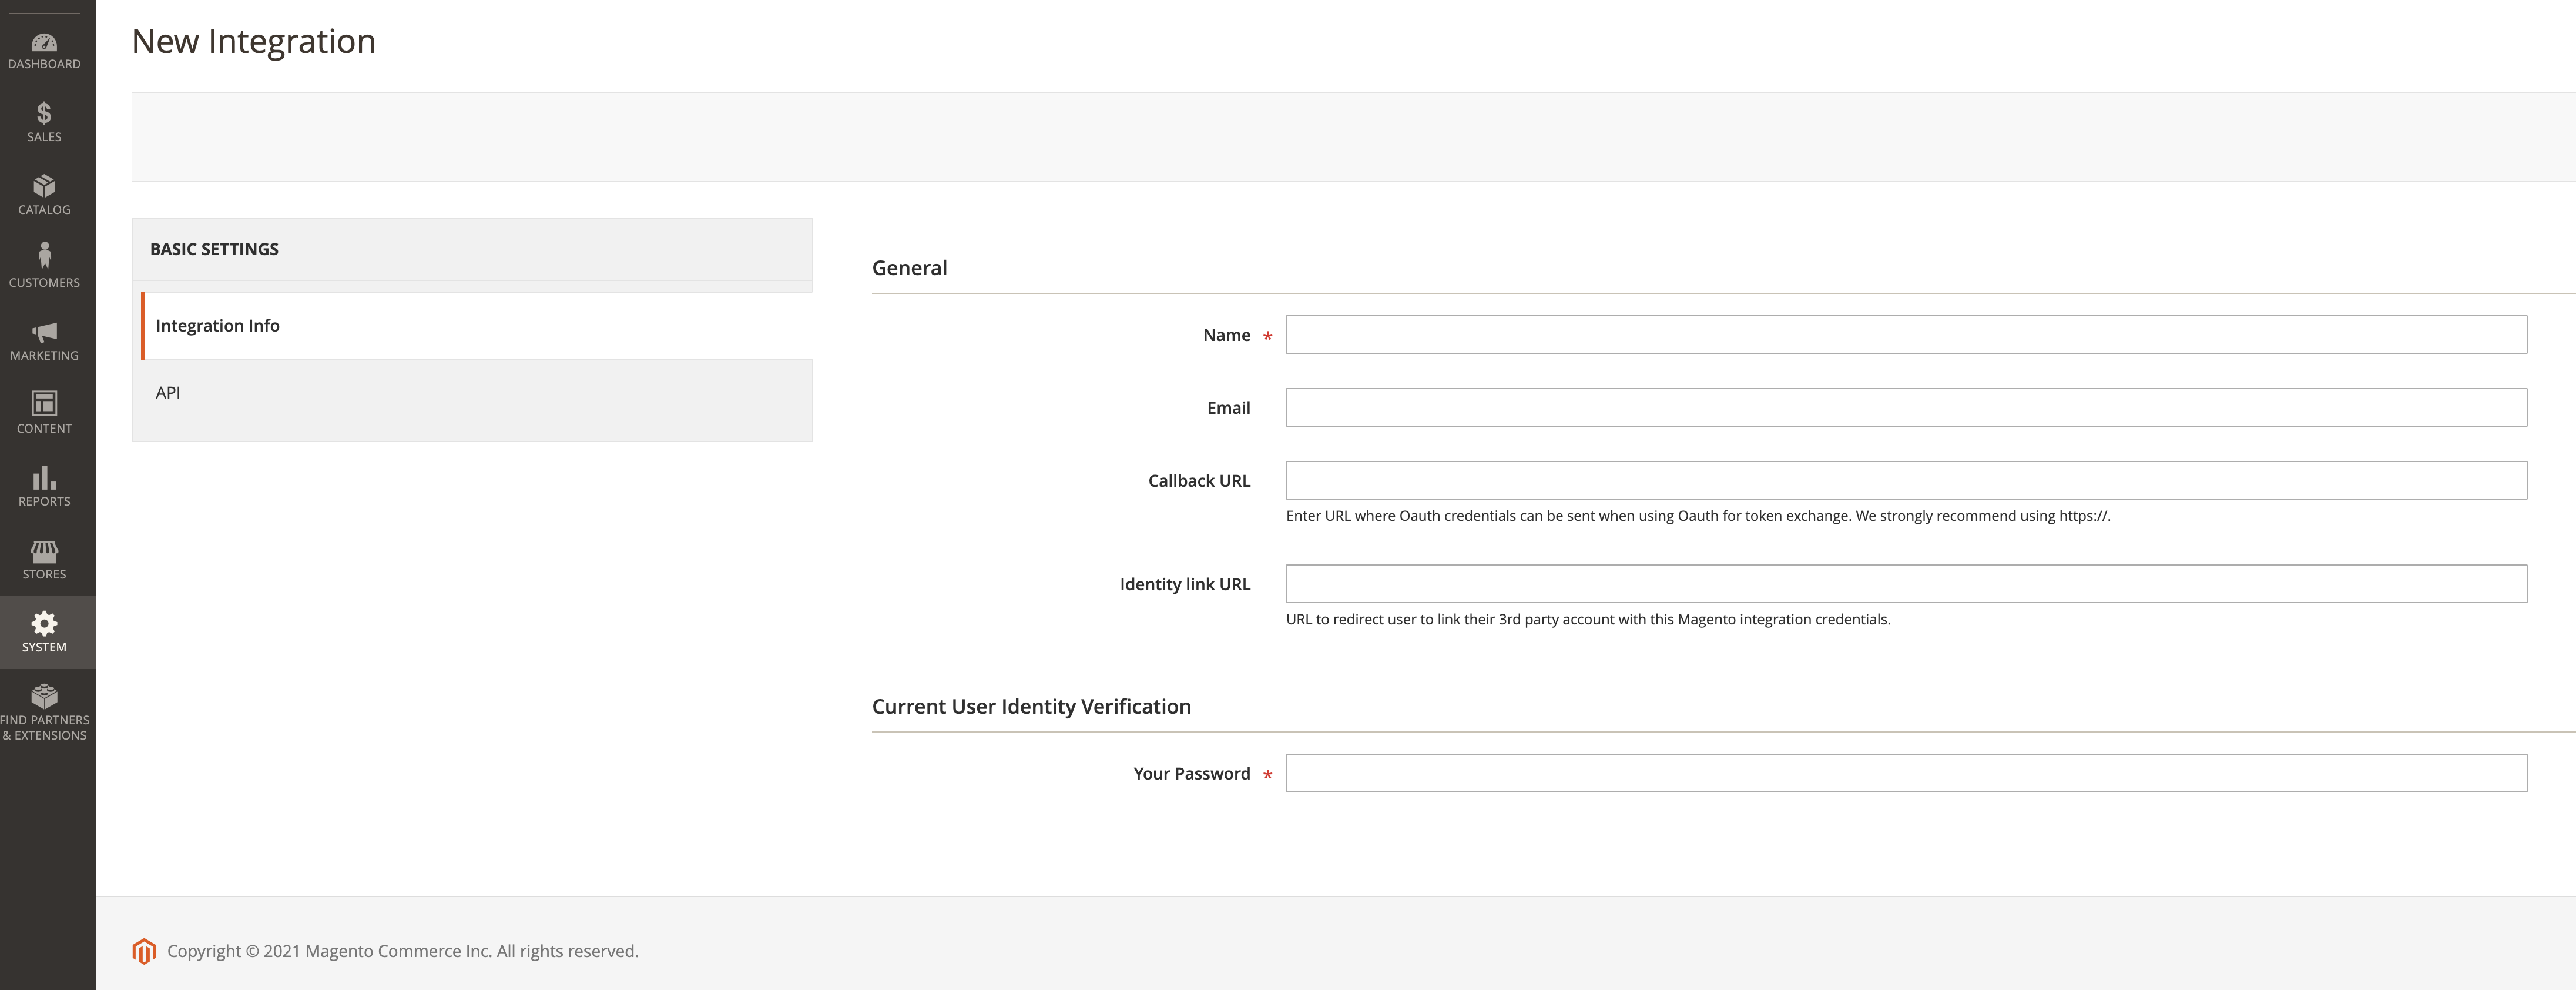 New Integration
DASHBOARD
SALES
CATALOG
CUSTOMERS
MARKETING
CONTENT
REPORTS
STORES
SYSTEM
FIND PARTNERS
& EXTENSIONS
BASIC SETTINGS
Integration Info
API
General
Name *
Email
Callback URL
Enter URL where Oauth credentials can be sent when using Oauth for token exchange. We strongly recommend using https://.
Identity link URL
URL to redirect user to link their 3rd party account with this Magento integration credentials.
Current User Identity Verification
Your Password *
Copyright © 2021 Magento Commerce Inc. All rights reserved.